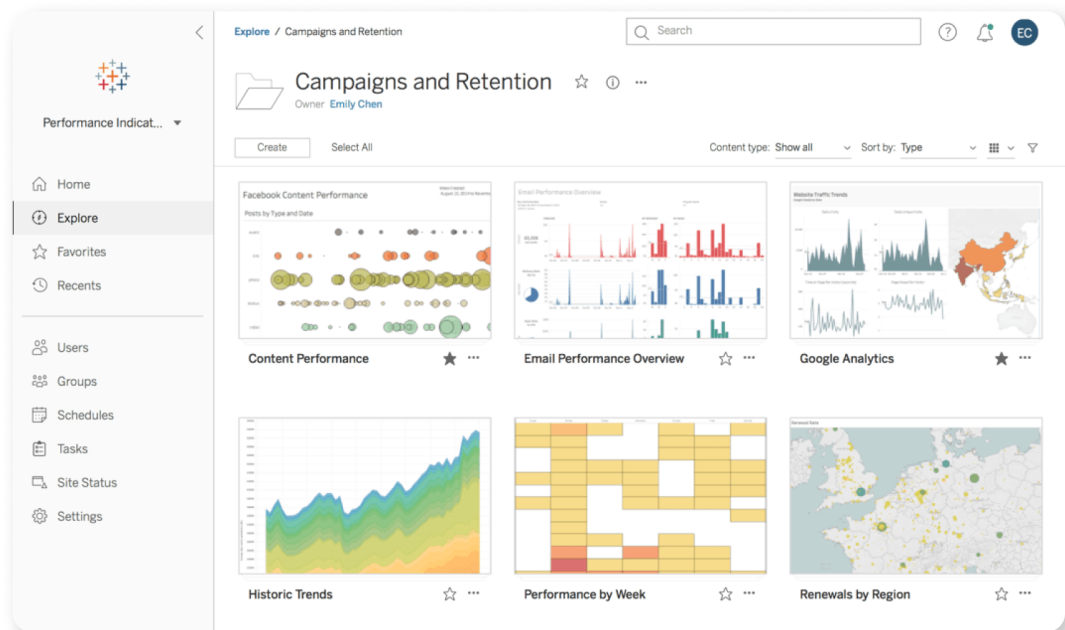 Explore / Campaigns and Retention
Search
EC
Campaigns and Retention
Owner Emily Chen
Performance Indicat...
Create
Select All
Content type: Show all
Sort by: Type
Home
Explore
Favorites
Recents
Users
Groups
Schedules
Tasks
Site Status
Settings
Facebook Content Performance
Posts by Type and Date
Content Performance
Email Performance Overview
Email Performance Overview
Website Traffic Trends
Google Analytics
Historic Trends
Performance by Week
Renewal Rate
Renewals by Region